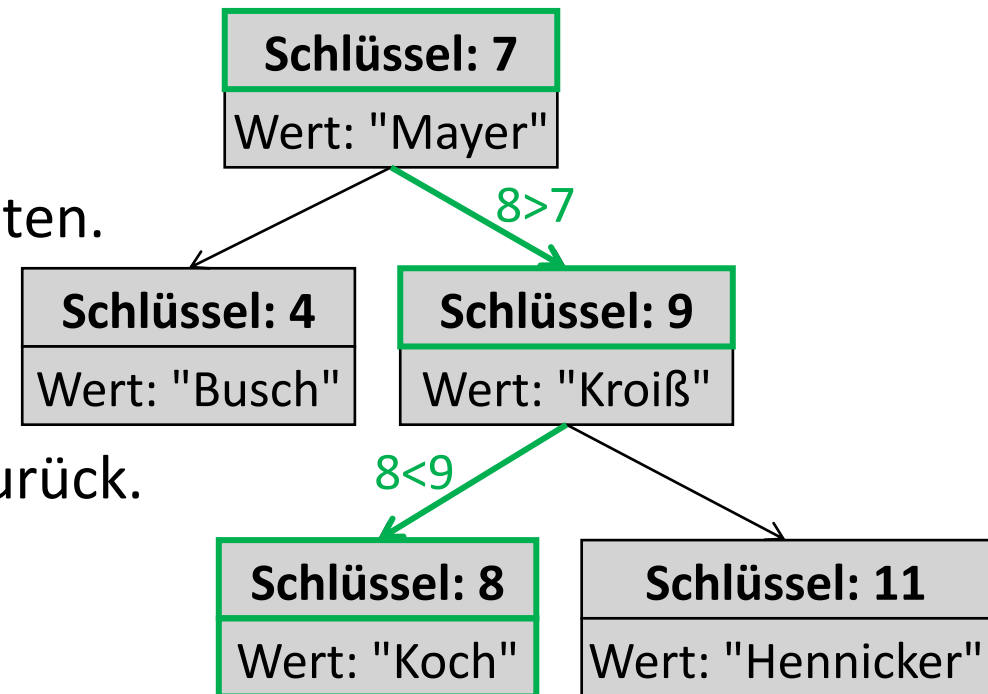 Schlüssel: 7
Wert: "Mayer"
8>7
ten.
Schlüssel: 4
Wert: "Busch"
Schlüssel: 9
Wert: "Kroiß"
urück.
8<9
Schlüssel: 8
Wert: "Koch"
Schlüssel: 11
Wert: "Hennicker"